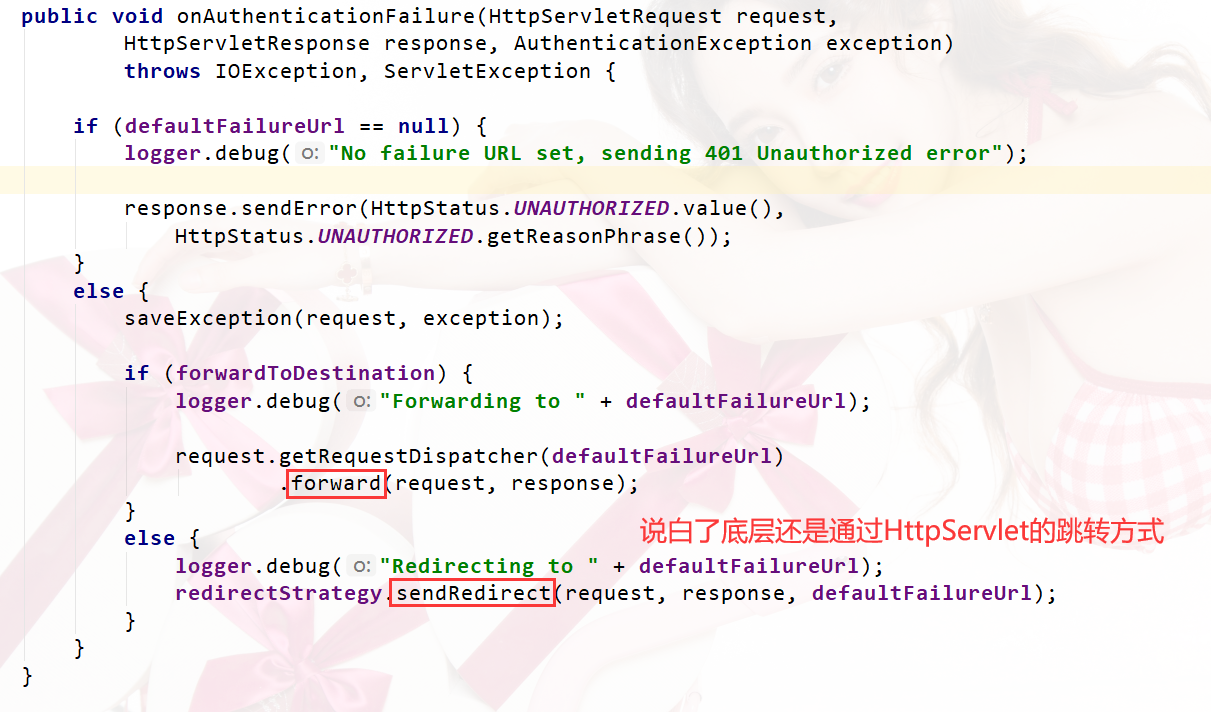 public void onAuthenticationFailure(HttpServletRequest request,
HttpServletResponse response, AuthenticationException exception)
throws IOException, ServletException {
if (defaultFailureUrl == null) {
logger.debug( o: "No failure URL set, sending 401 Unauthorized error");
response.sendError(HttpStatus.UNAUTHORIZED.value(),
HttpStatus.UNAUTHORIZED.getReasonPhrase());
}
else {
saveException(request, exception);
if (forwardToDestination) {
logger.debug( o: "Forwarding to " + defaultFailureUrl);
request.getRequestDispatcher(defaultFailureUrl)
.forward(request, response);
}
else {
说白了底层还是通过HttpServlet的跳转方式
logger.debug( o: "Redirecting to " + defaultFailureUrl);
redirectStrategy.sendRedirect(request, response, defaultFailureUrl);
}
}
}